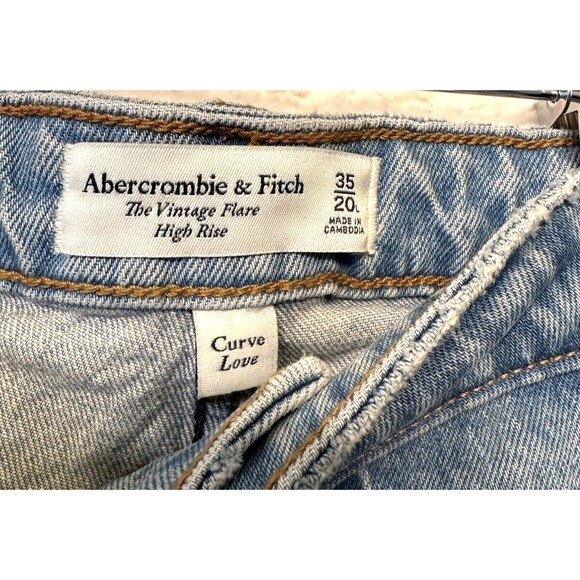 Abercrombie & Fitch
The Vintage Flare
High Rise
35
20L
MADE IN
CAMBODIA
Curve
Love